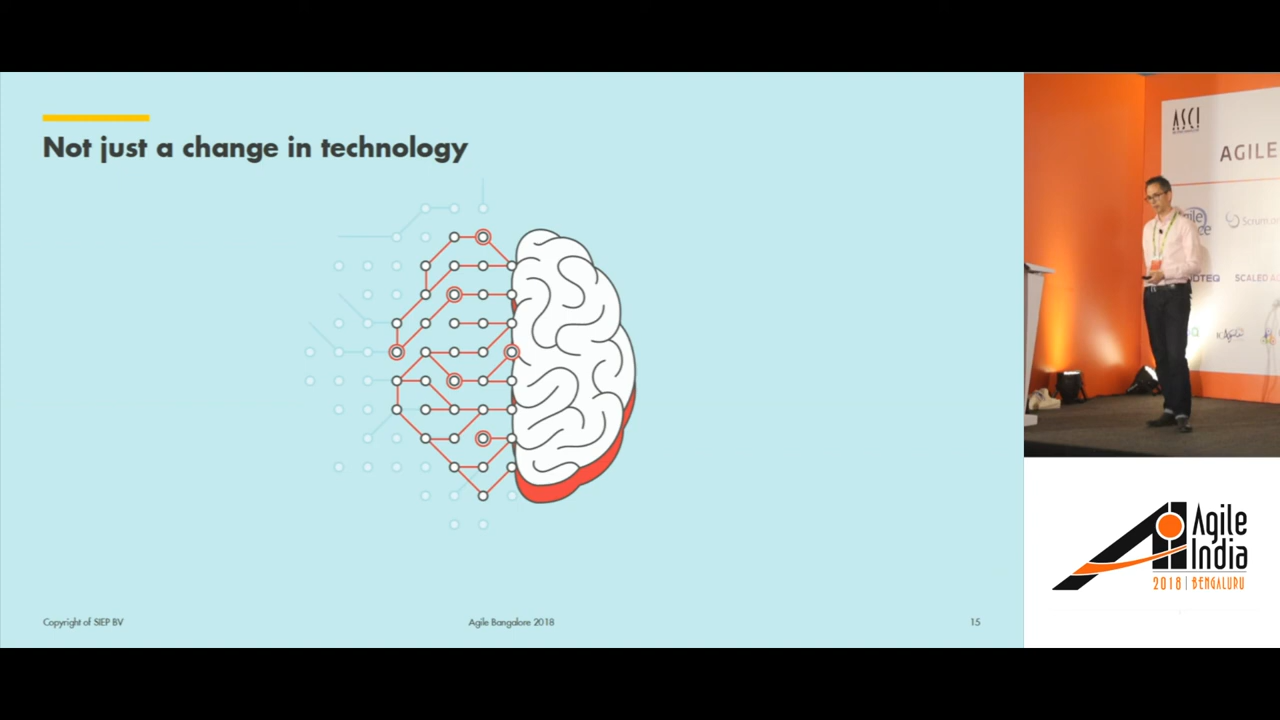 Not just a change in technology
Copyright of SIEP BV
Agile Bangalore 2018
15
ASCI
AGILE
SCALED AG
Agile
India
2018 | BENGALURU